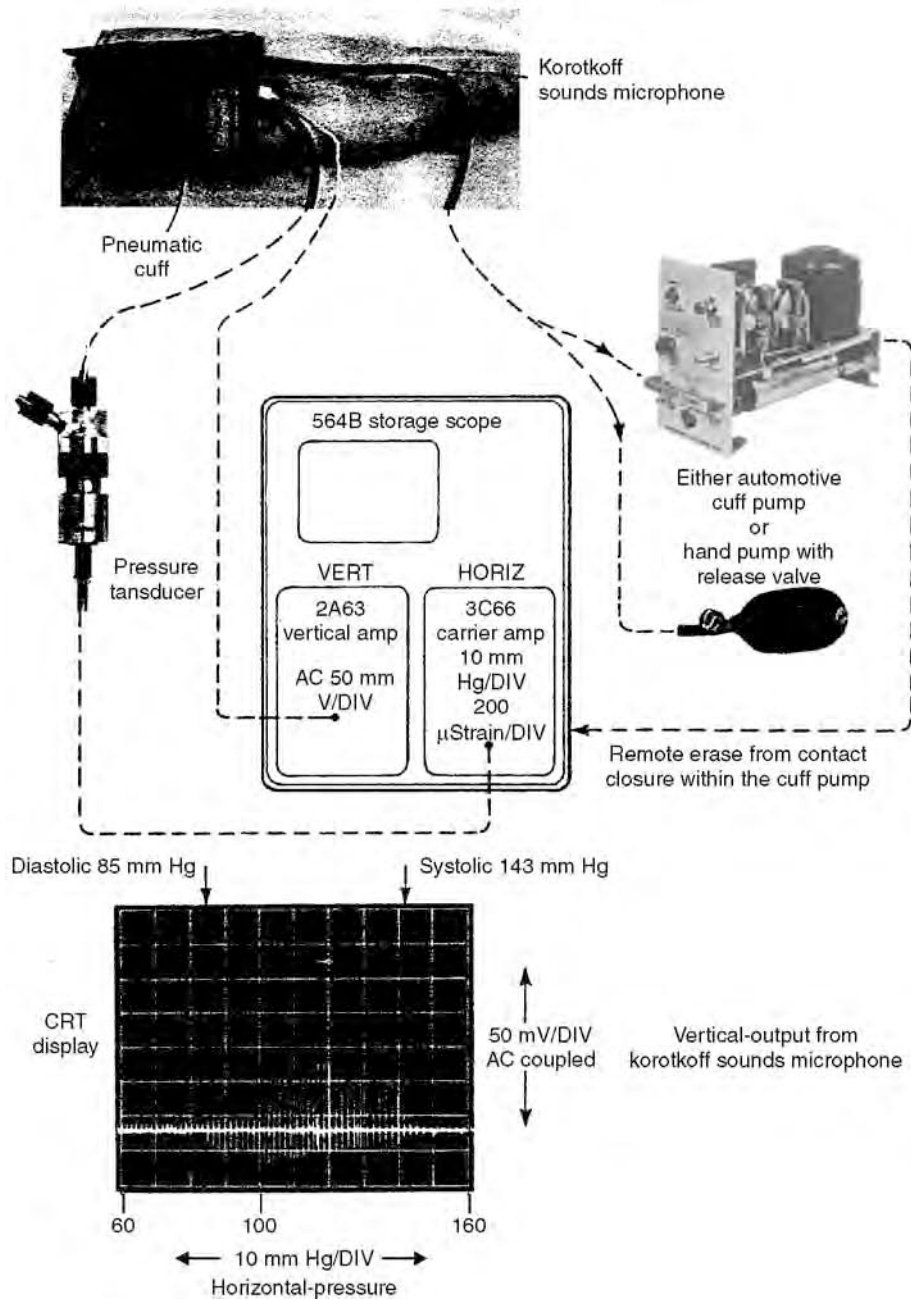 Korotkoff
sounds microphone
Pneumatic
cuff
564B storage scope
Either automotive
cuff pump
or
hand pump with
release valve
Pressure
tansducer
VERT
HORIZ
2A63
vertical amp
AC 50 mm
V/DIV
3C66
carrier amp
10 mm
Hg/DIV
200
μStrain/DIV
Remote erase from contact
closure within the cuff pump
Diastolic 85 mm Hg
Systolic 143 mm Hg
CRT
display
50 mV/DIV
AC coupled
Vertical-output from
korotkoff sounds microphone
60
100
160
10 mm Hg/DIV
Horizontal-pressure